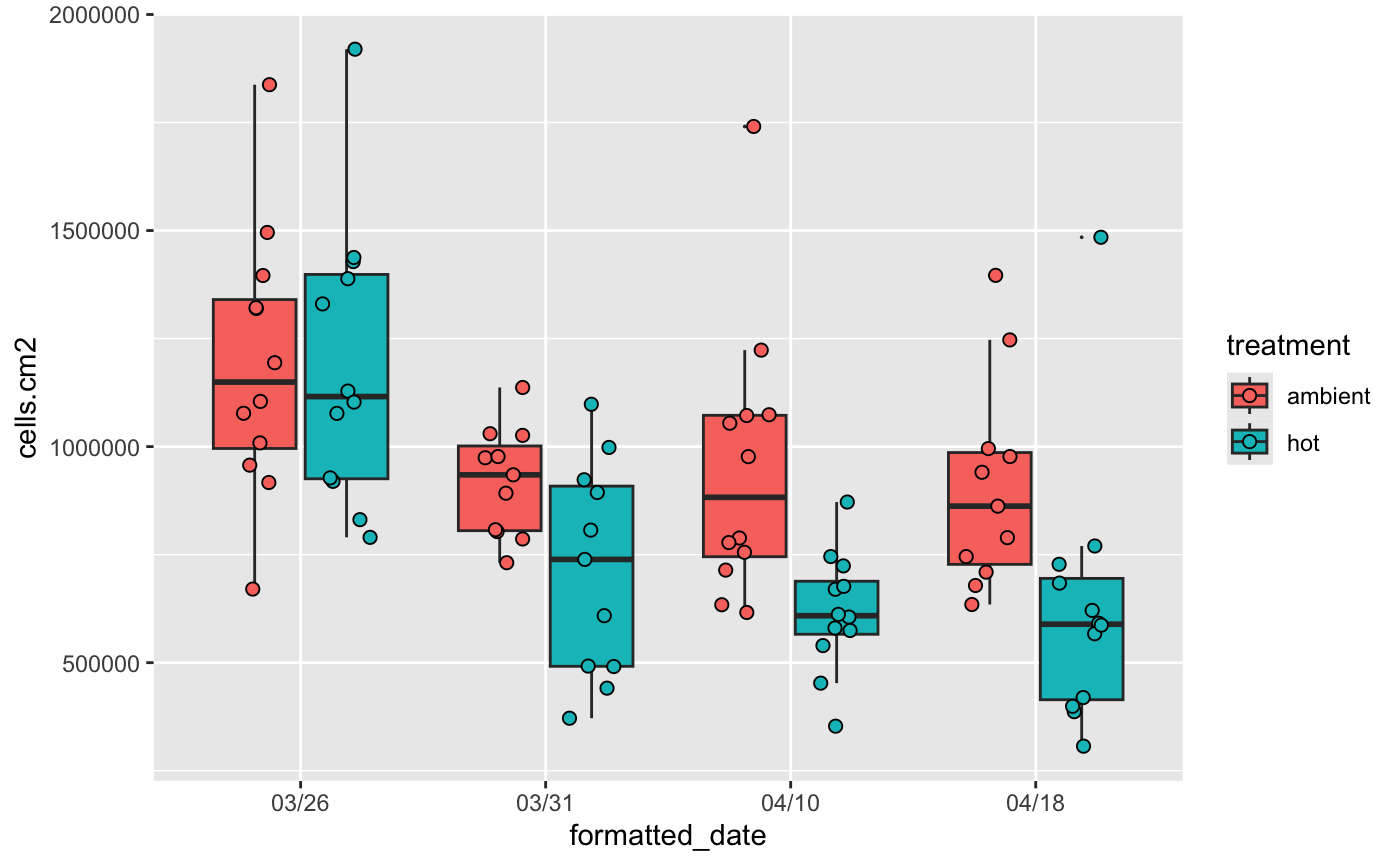 2000000
1500000
1000000
500000
cells.cm2
03/26
03/31
04/10
04/18
formatted_date
treatment
ambient
hot